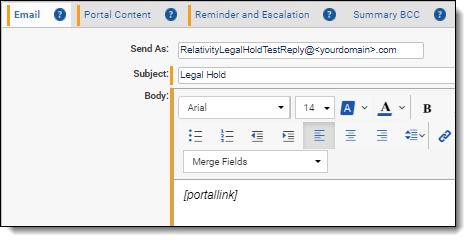 Email ? Portal Content ? Reminder and Escalation ? Summary BCC ?
Send As: RelativityLegalHoldTestReply@<yourdomain>.com
Subject: Legal Hold
Body:
Arial 14 A A B
Merge Fields
[portallink]